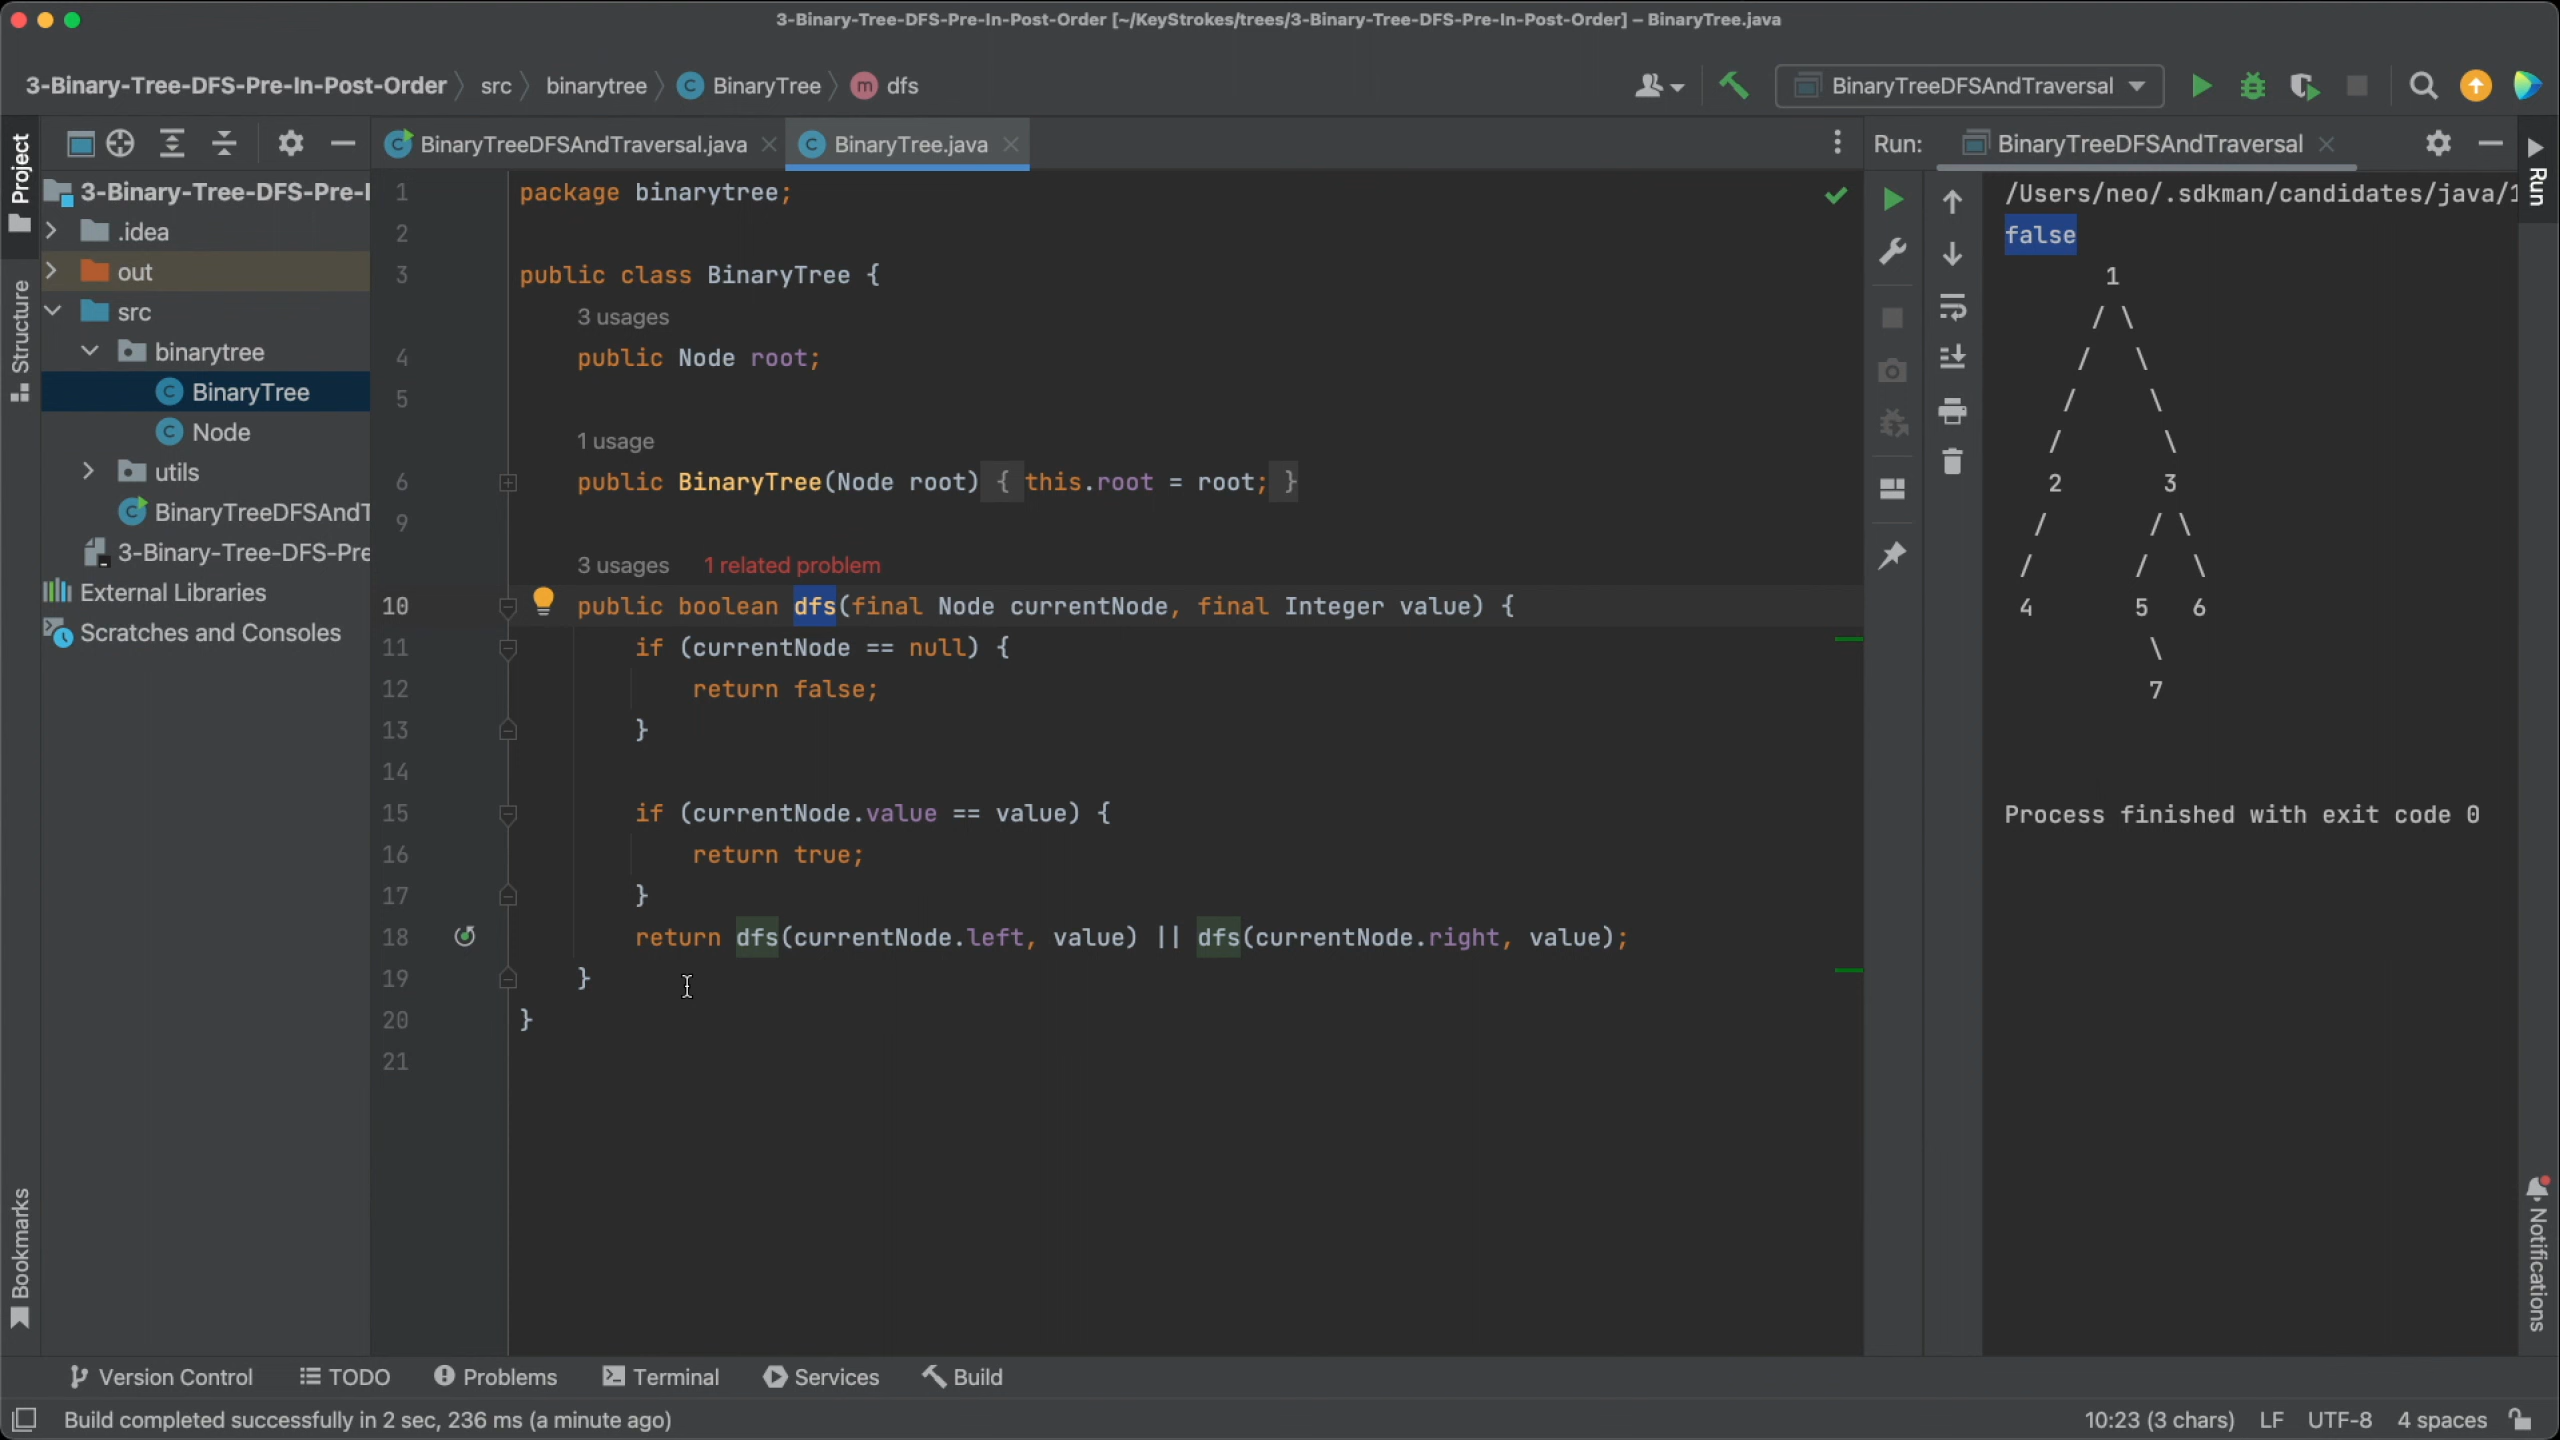 3-Binary-Tree-DFS-Pre-In-Post-Order [~/KeyStrokes/trees/3-Binary-Tree-DFS-Pre-In-Post-Order] – BinaryTree.java
3-Binary-Tree-DFS-Pre-In-Post-Order src binarytree BinaryTree dfs
BinaryTreeDFSAndTraversal
Project
Structure
Bookmarks
3-Binary-Tree-DFS-Pre-I
.idea
out
src
binarytree
BinaryTree
Node
utils
BinaryTreeDFSAndT
3-Binary-Tree-DFS-Pre
External Libraries
Scratches and Consoles
BinaryTreeDFSAndTraversal.java BinaryTree.java
1 package binarytree;
2
3 public class BinaryTree {
3 usages
4 public Node root;
5
1 usage
6 public BinaryTree(Node root) { this.root = root; }
9
3 usages 1 related problem
10 public boolean dfs(final Node currentNode, final Integer value) {
11 if (currentNode == null) {
12 return false;
13 }
14
15 if (currentNode.value == value) {
16 return true;
17 }
18 return dfs(currentNode.left, value) || dfs(currentNode.right, value);
19 }
20 }
21
Run: BinaryTreeDFSAndTraversal
/Users/neo/.sdkman/candidates/java/1
false
1
/ \
/ \
/ \
/ \
2 3
/ / \
/ / \
4 5 6
\
7
Process finished with exit code 0
Run
Notifications
Version Control TODO Problems Terminal Services Build
Build completed successfully in 2 sec, 236 ms (a minute ago)
10:23 (3 chars) LF UTF-8 4 spaces